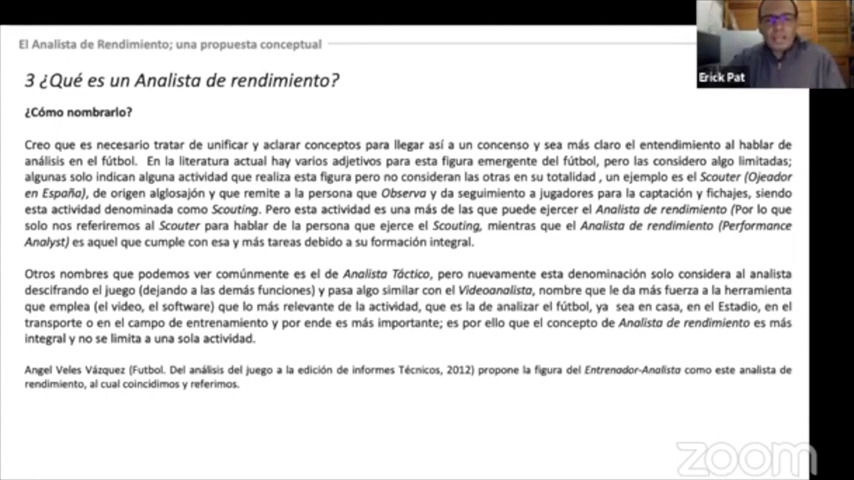 El Analista de Rendimiento; una propuesta conceptual
Erick Pat
3 ¿Qué es un Analista de rendimiento?
¿Cómo nombrarlo?
Creo que es necesario tratar de unificar y aclarar conceptos para llegar así a un concenso y sea más claro el entendimiento al hablar de
análisis en el fútbol. En la literatura actual hay varios adjetivos para esta figura emergente del fútbol, pero las considero algo limitadas;
algunas solo indican alguna actividad que realiza esta figura pero no consideran las otras en su totalidad , un ejemplo es el Scouter (Ojeador
en España), de origen alglosajón y que remite a la persona que Observa y da seguimiento a jugadores para la captación y fichajes, siendo
esta actividad denominada como Scouting. Pero esta actividad es una más de las que puede ejercer el Analista de rendimiento (Por lo que
solo nos referiremos al Scouter para hablar de la persona que ejerce el Scouting, mientras que el Analista de rendimiento (Performance
Analyst) es aquel que cumple con esa y más tareas debido a su formación integral.
Otros nombres que podemos ver comúnmente es el de Analista Táctico, pero nuevamente esta denominación solo considera al analista
descifrando el juego (dejando a las demás funciones) y pasa algo similar con el Videoanalista, nombre que le da más fuerza a la herramienta
que emplea (el video, el software) que lo más relevante de la actividad, que es la de analizar el fútbol, ya sea en casa, en el Estadio, en el
transporte o en el campo de entrenamiento y por ende es más importante; es por ello que el concepto de Analista de rendimiento es más
integral y no se limita a una sola actividad.
Angel Veles Vázquez (Futbol. Del análisis del juego a la edición de informes Técnicos, 2012) propone la figura del Entrenador-Analista como este analista de
rendimiento, al cual coincidimos y referimos.
zoom